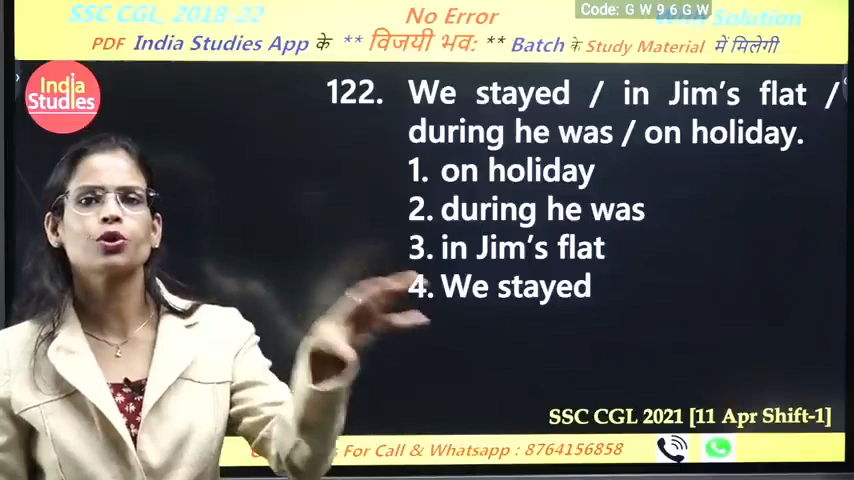 SSC CGL, 2018-22
No Error
Code: G W 9 6 G W
Solution
PDF India Studies App के ** विजयी भव: ** Batch के Study Material में मिलेगी
India
Studies
122. We stayed / in Jim's flat /
during he was / on holiday.
1. on holiday
2. during he was
3. in Jim's flat
4. We stayed
SSC CGL 2021 [11 Apr Shift-1]
For Call & Whatsapp : 8764156858